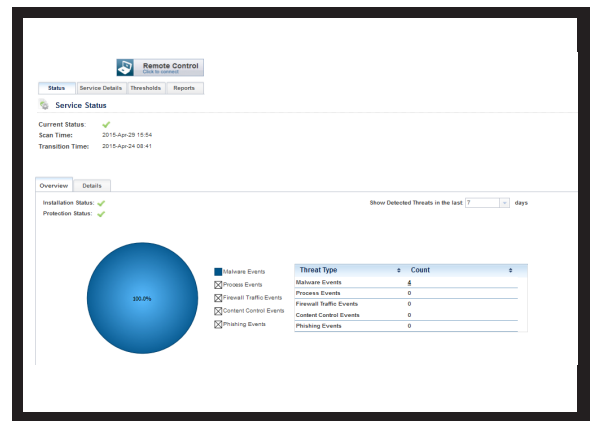 Remote Control
Click to connect
Status Service Details Thresholds Reports
Service Status
Current Status:
Scan Time: 2015-Apr-29 15:54
Transition Time: 2015-Apr-24 08:41
Overview Details
Installation Status: Show Detected Threats in the last 7 days
Protection Status:
Malware Events
Process Events
Firewall Traffic Events
Content Control Events
Phishing Events
100.0%
Threat Type Count
Malware Events 4
Process Events 0
Firewall Traffic Events 0
Content Control Events 0
Phishing Events 0